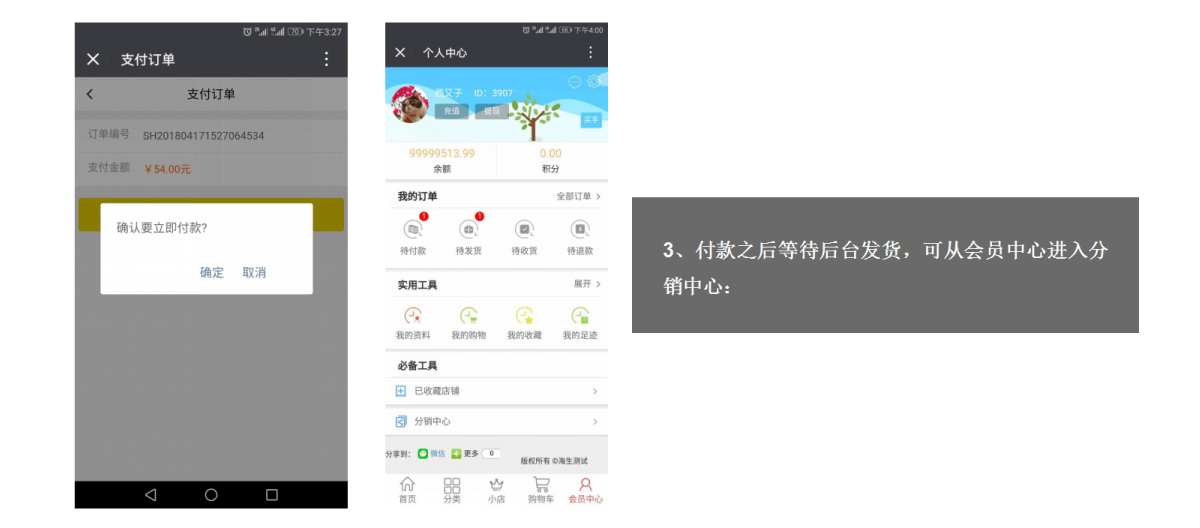 下午3:27
支付订单
支付订单
订单编号 SH201804171527064534
支付金额 ￥54.00元
确认要立即付款?
确定 取消
下午4:00
个人中心
ID: 3907
充值 提现
买手
99999513.99 0.00
余额 积分
我的订单 全部订单
1 1
待付款 待发货 待收货 待退款
实用工具 展开
我的资料 我的购物 我的收藏 我的足迹
必备工具
已收藏店铺
分销中心
分享到: 微信 更多 0
版权所有 ©海生测试
首页 分类 小店 购物车 会员中心
3、付款之后等待后台发货，可从会员中心进入分
销中心：